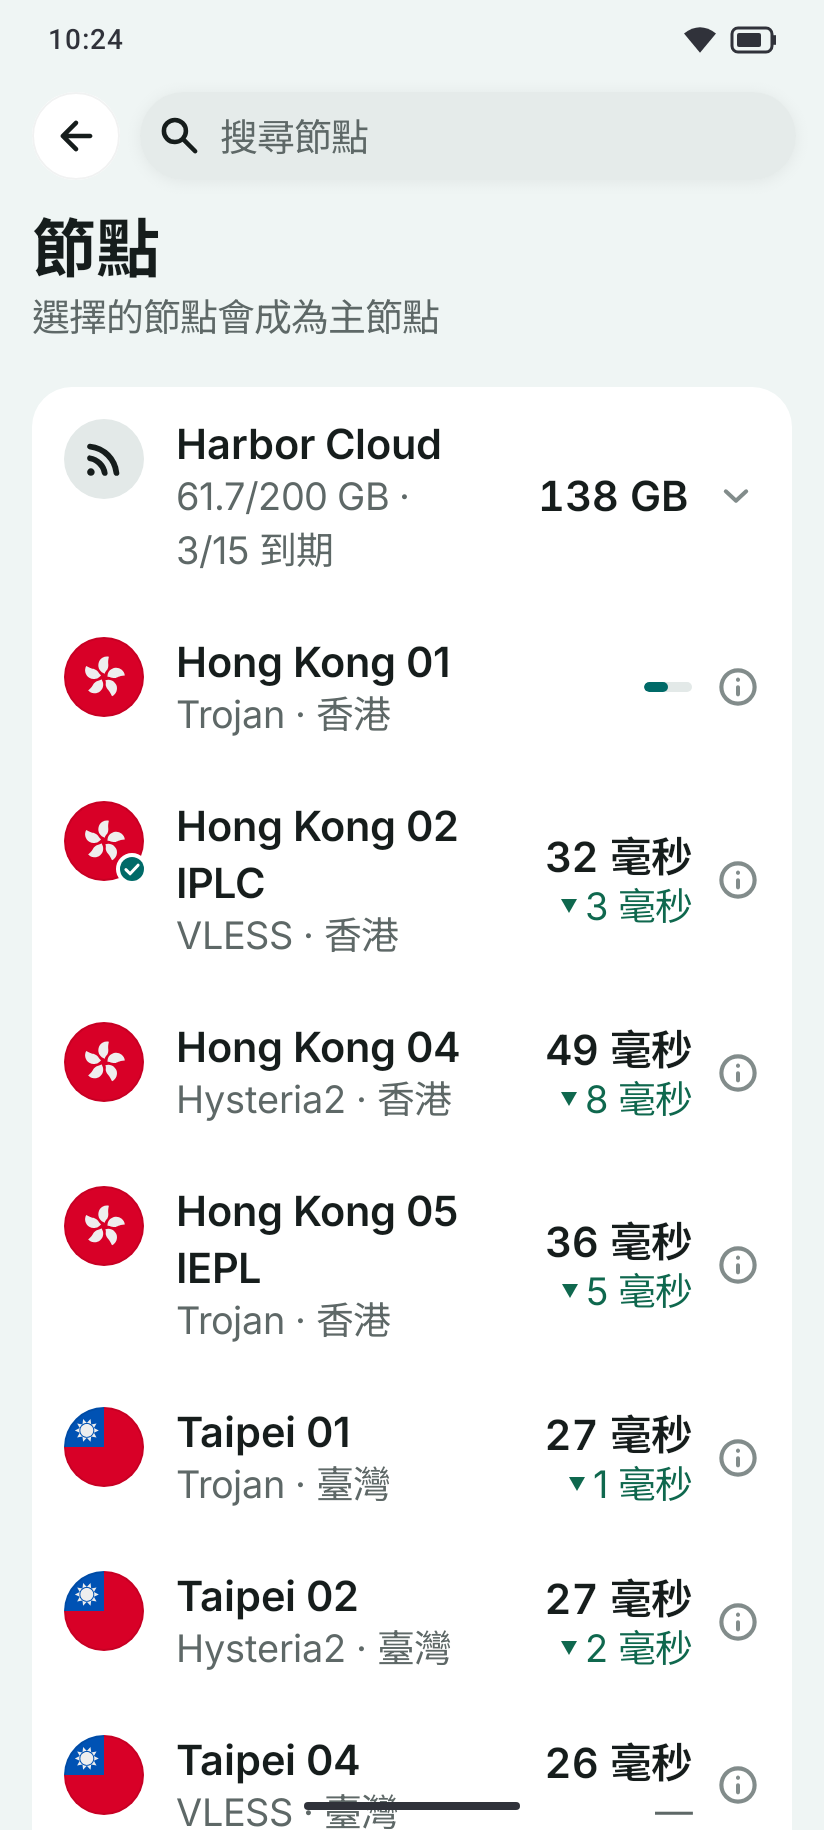 10:24
搜尋節點
節點
選擇的節點會成為主節點
Harbor Cloud
61.7/200 GB ·
3/15 到期
138 GB
Hong Kong 01
Trojan · 香港
Hong Kong 02
IPLC
VLESS · 香港
32 毫秒
▼3 毫秒
Hong Kong 04
Hysteria2 · 香港
49 毫秒
▼8 毫秒
Hong Kong 05
IEPL
Trojan · 香港
36 毫秒
▼5 毫秒
Taipei 01
Trojan · 臺灣
27 毫秒
▼1 毫秒
Taipei 02
Hysteria2 · 臺灣
27 毫秒
▼2 毫秒
Taipei 04
VLESS · 臺灣
26 毫秒
—